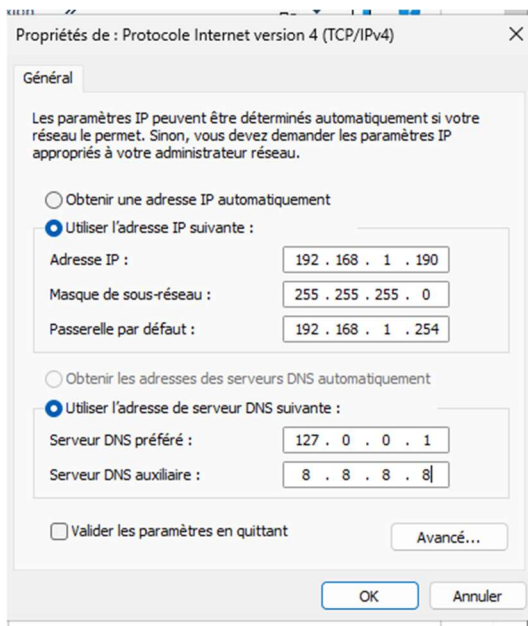 Propriétés de : Protocole Internet version 4 (TCP/IPv4)
Général
Les paramètres IP peuvent être déterminés automatiquement si votre
réseau le permet. Sinon, vous devez demander les paramètres IP
appropriés à votre administrateur réseau.
Obtenir une adresse IP automatiquement
Utiliser l'adresse IP suivante :
Adresse IP : 192 . 168 . 1 . 190
Masque de sous-réseau : 255 . 255 . 255 . 0
Passerelle par défaut : 192 . 168 . 1 . 254
Obtenir les adresses des serveurs DNS automatiquement
Utiliser l'adresse de serveur DNS suivante :
Serveur DNS préféré : 127 . 0 . 0 . 1
Serveur DNS auxiliaire : 8 . 8 . 8 . 8
Valider les paramètres en quittant
Avancé...
OK Annuler